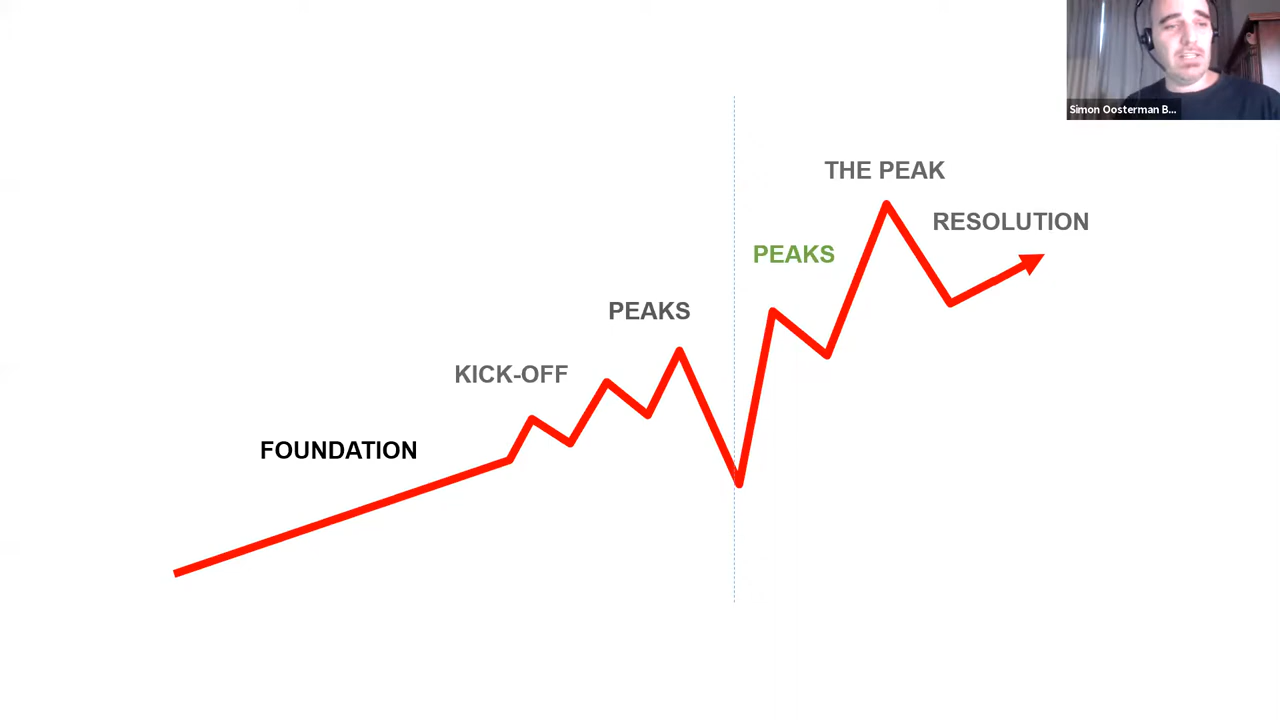 Simon Oosterman B...
THE PEAK
RESOLUTION
PEAKS
PEAKS
KICK-OFF
FOUNDATION